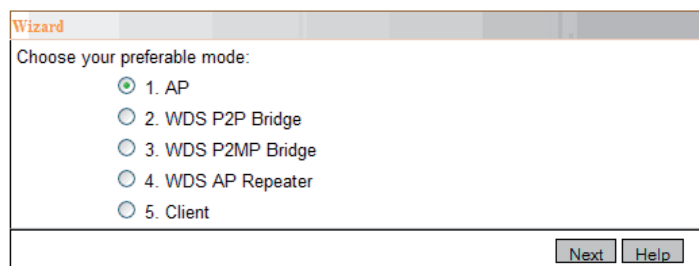 Wizard
Choose your preferable mode:
1. AP
2. WDS P2P Bridge
3. WDS P2MP Bridge
4. WDS AP Repeater
5. Client
Next Help